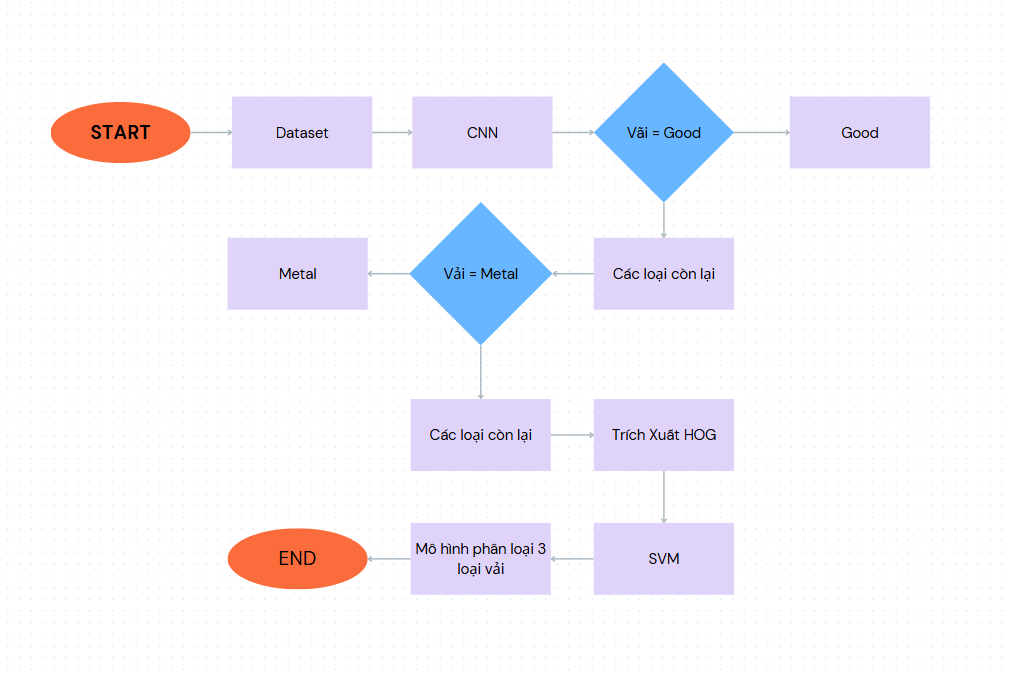 START
Dataset
CNN
Vãi = Good
Good
Metal
Vải = Metal
Các loại còn lại
Các loại còn lại
Trích Xuất HOG
END
Mô hình phân loại 3
loại vải
SVM